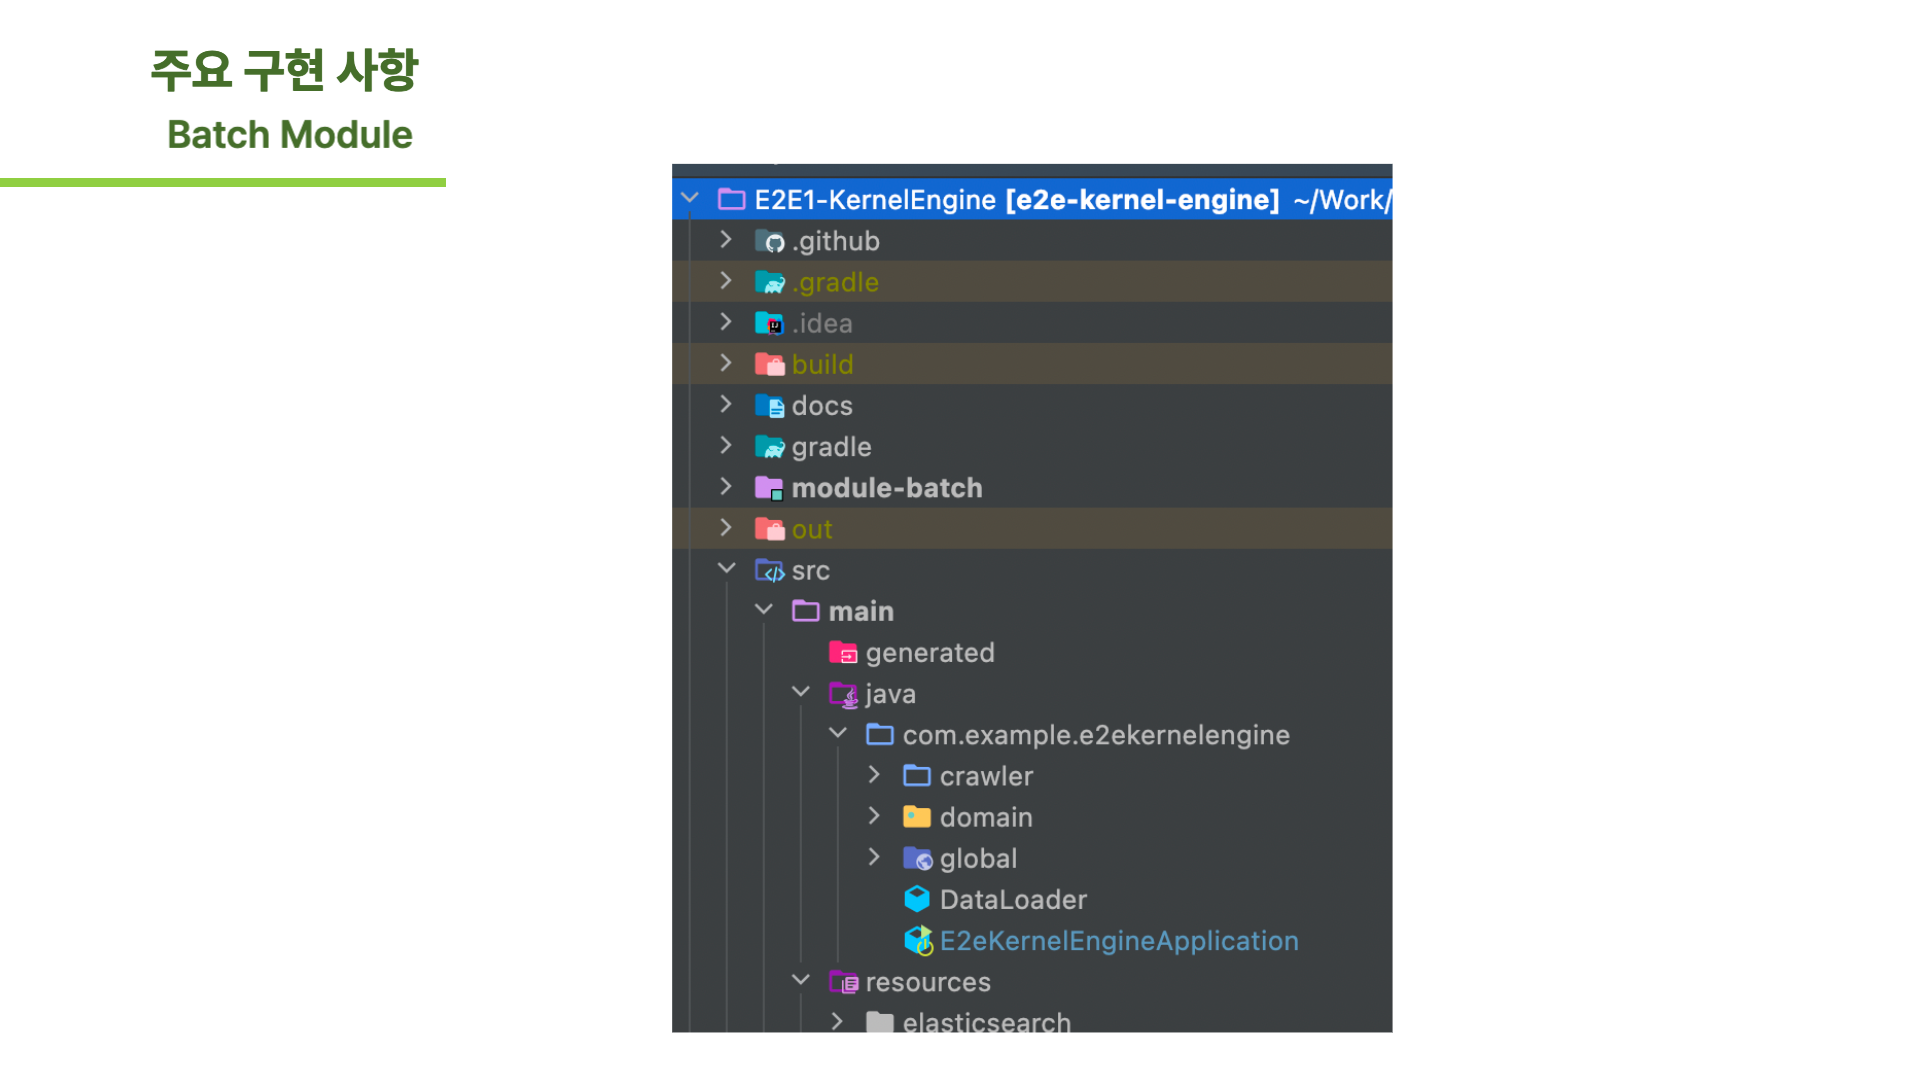 주요 구현 사항
Batch Module
E2E1-KernelEngine [e2e-kernel-engine] ~/Work/
.github
.gradle
.idea
build
docs
gradle
module-batch
out
src
main
generated
java
com.example.e2ekernelengine
crawler
domain
global
DataLoader
E2eKernelEngineApplication
resources
elasticsearch